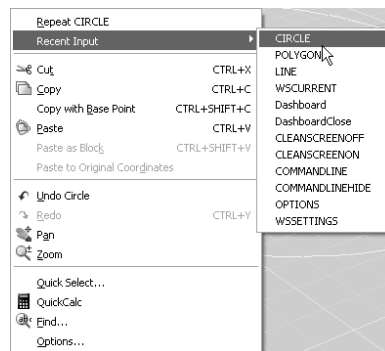 Repeat CIRCLE
Recent Input
Cut CTRL+X
Copy CTRL+C
Copy with Base Point CTRL+SHIFT+C
Paste CTRL+V
Paste as Block CTRL+SHIFT+V
Paste to Original Coordinates
Undo Circle
Redo CTRL+Y
Pan
Zoom
Quick Select...
QuickCalc
Find...
Options...
CIRCLE
POLYGON
LINE
WSCURRENT
Dashboard
DashboardClose
CLEANSCREENOFF
CLEANSCREENON
COMMANDLINE
COMMANDLINEHIDE
OPTIONS
WSSETTINGS